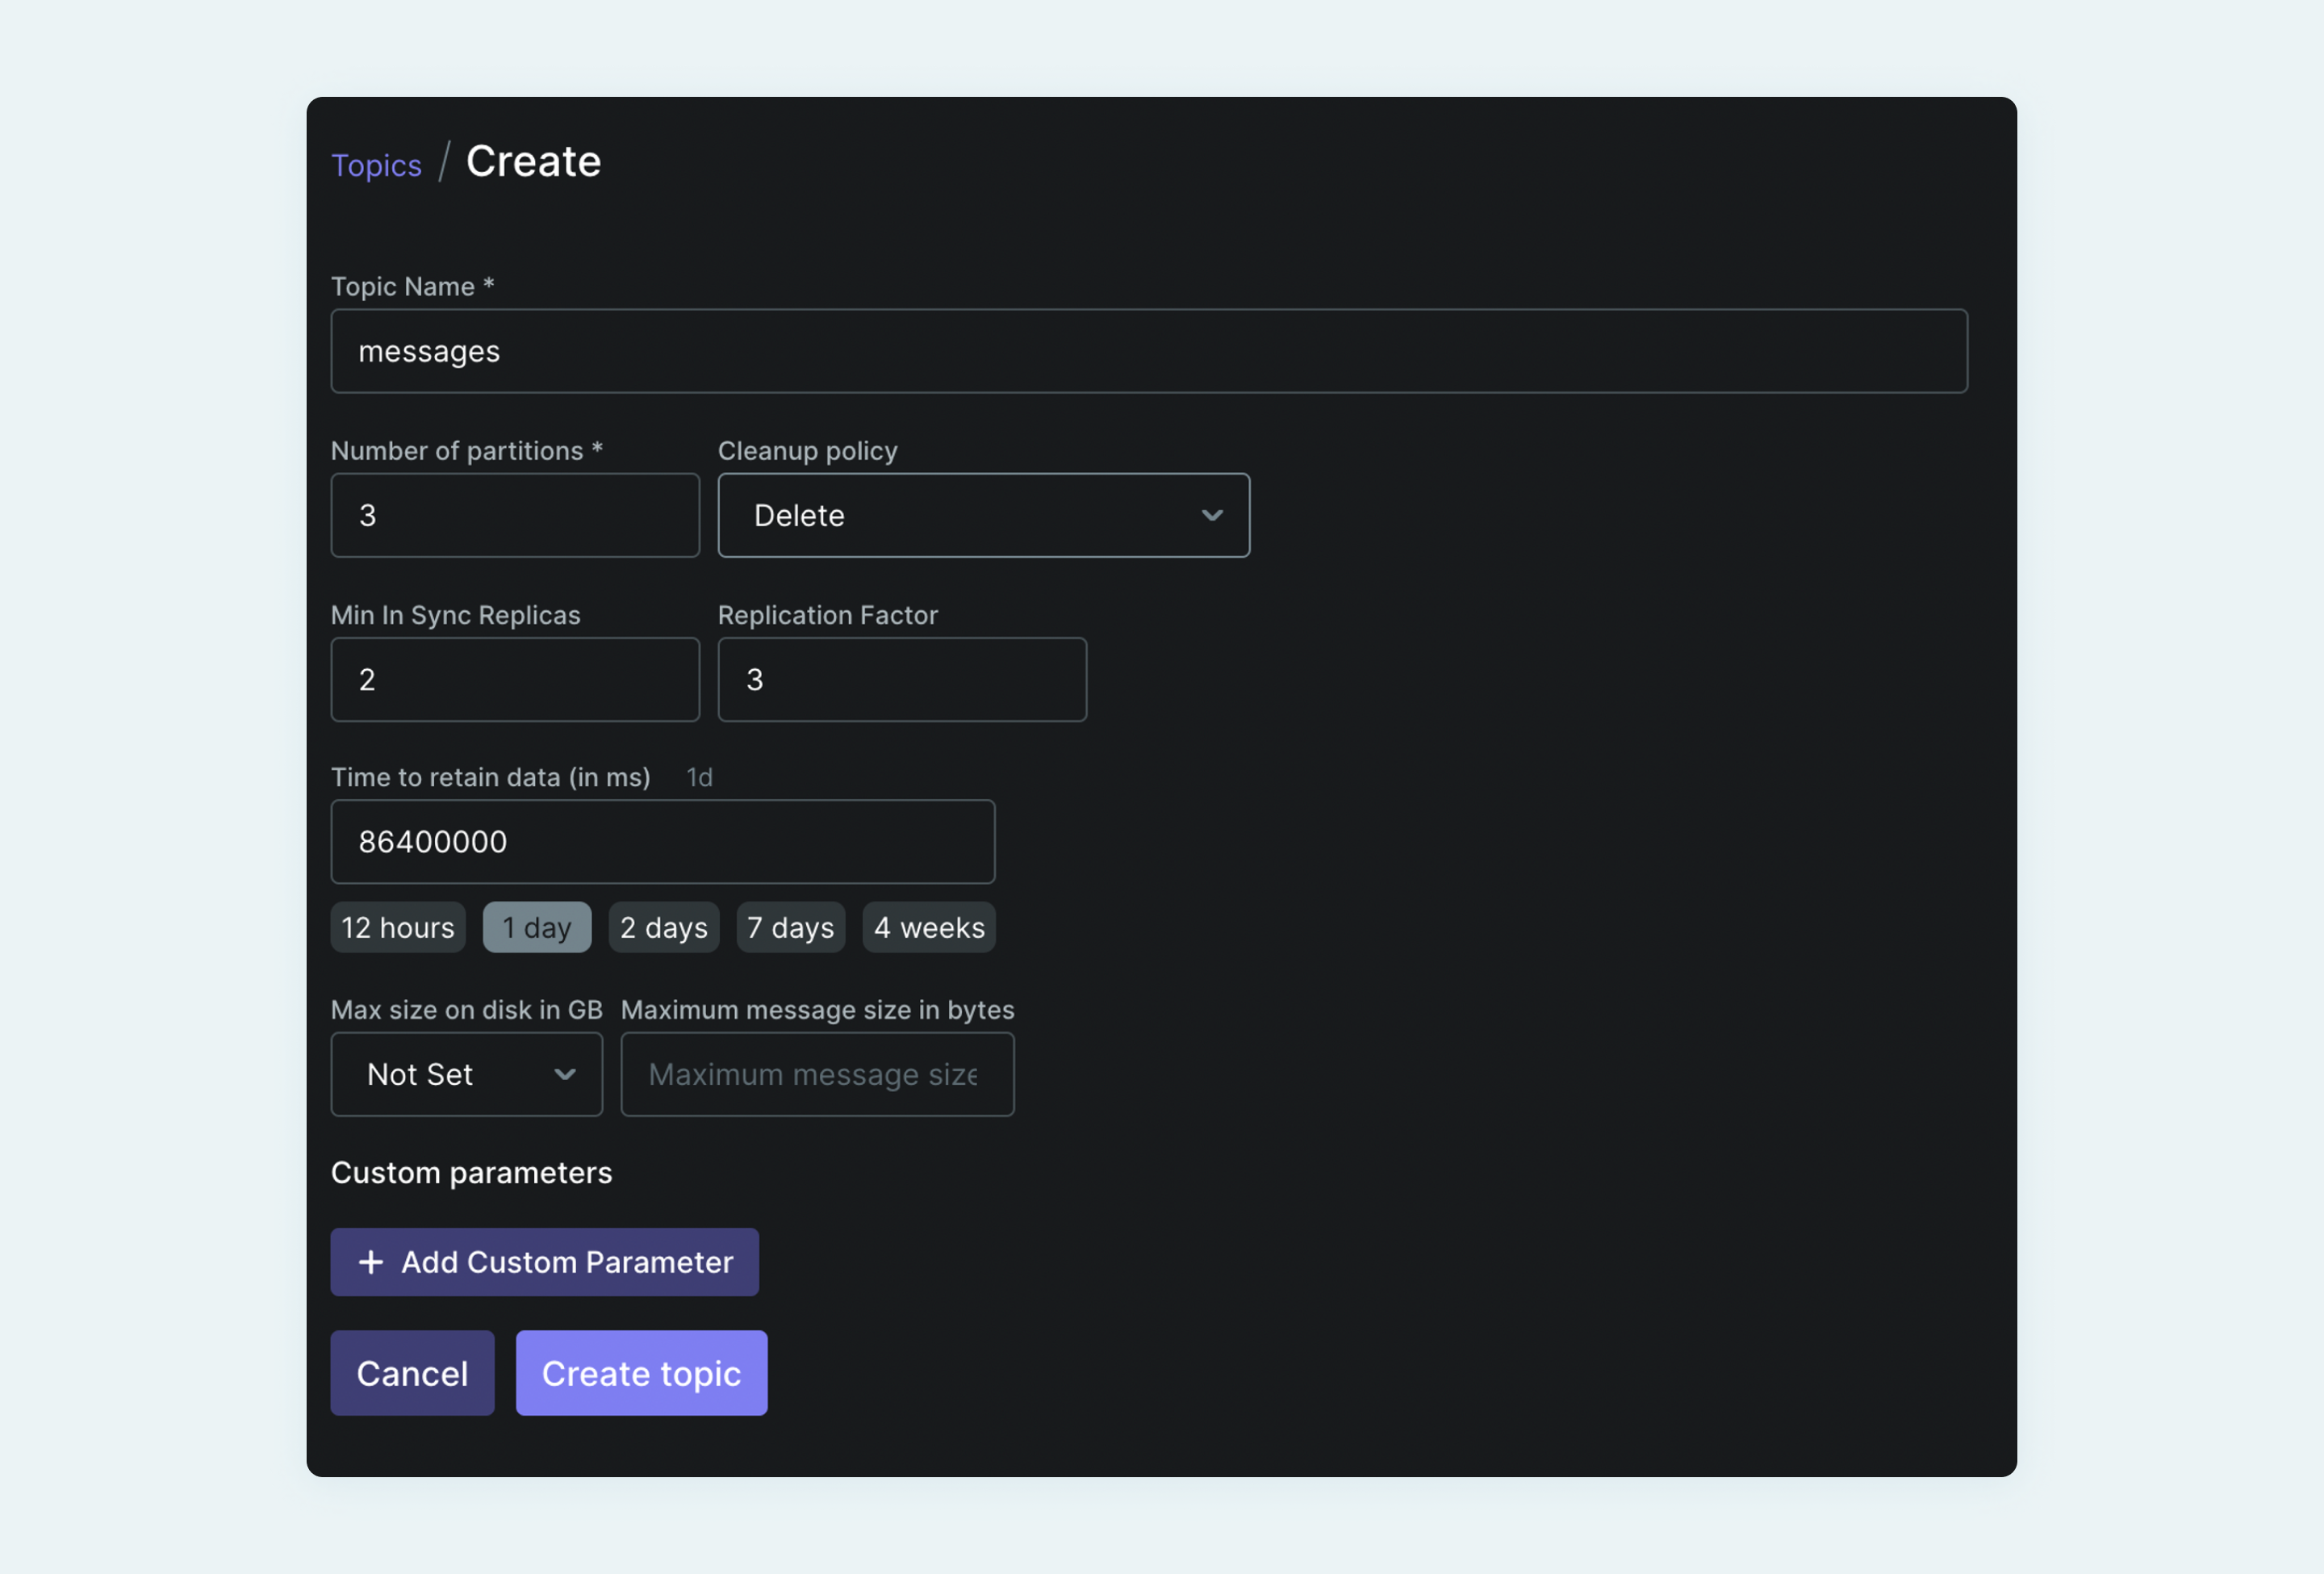 Topics / Create
Topic Name *
messages
Number of partitions * Cleanup policy
3 Delete
Min In Sync Replicas Replication Factor
2 3
Time to retain data (in ms) 1d
86400000
12 hours 1 day 2 days 7 days 4 weeks
Max size on disk in GB Maximum message size in bytes
Not Set Maximum message size
Custom parameters
+ Add Custom Parameter
Cancel Create topic